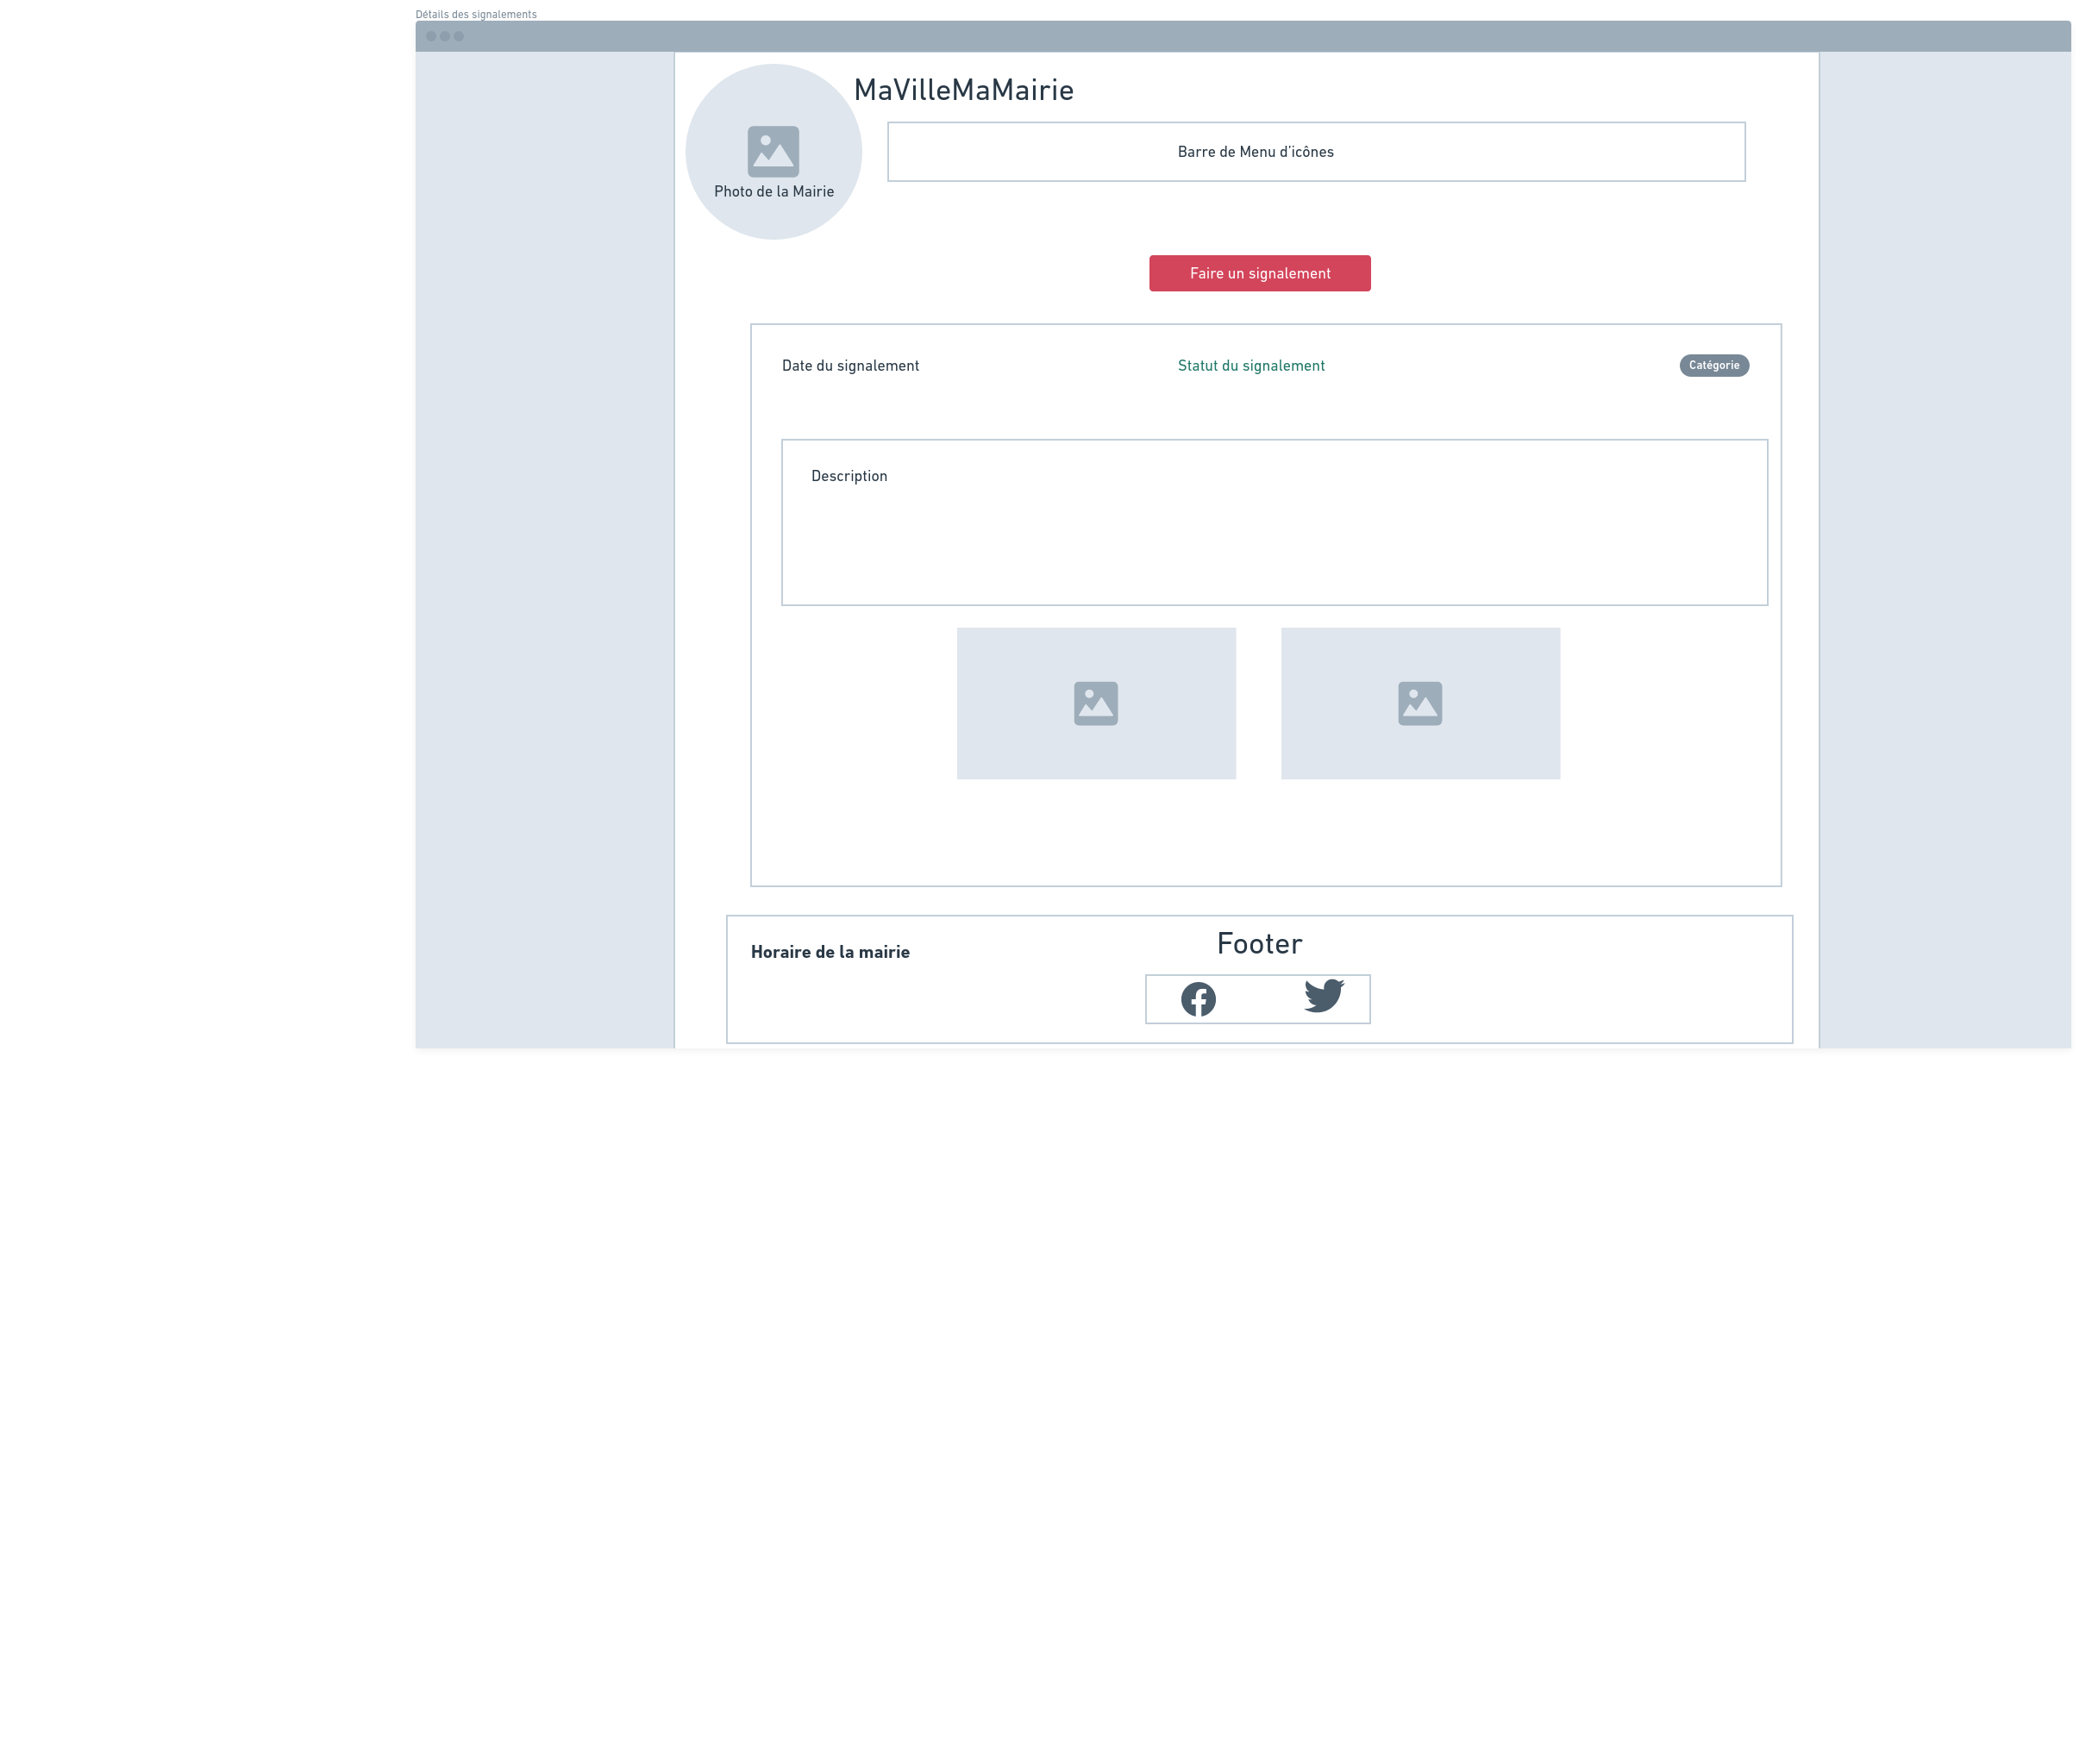 Détails des signalements
MaVilleMaMairie
Barre de Menu d'icônes
Photo de la Mairie
Faire un signalement
Date du signalement
Statut du signalement
Catégorie
Description
Footer
Horaire de la mairie